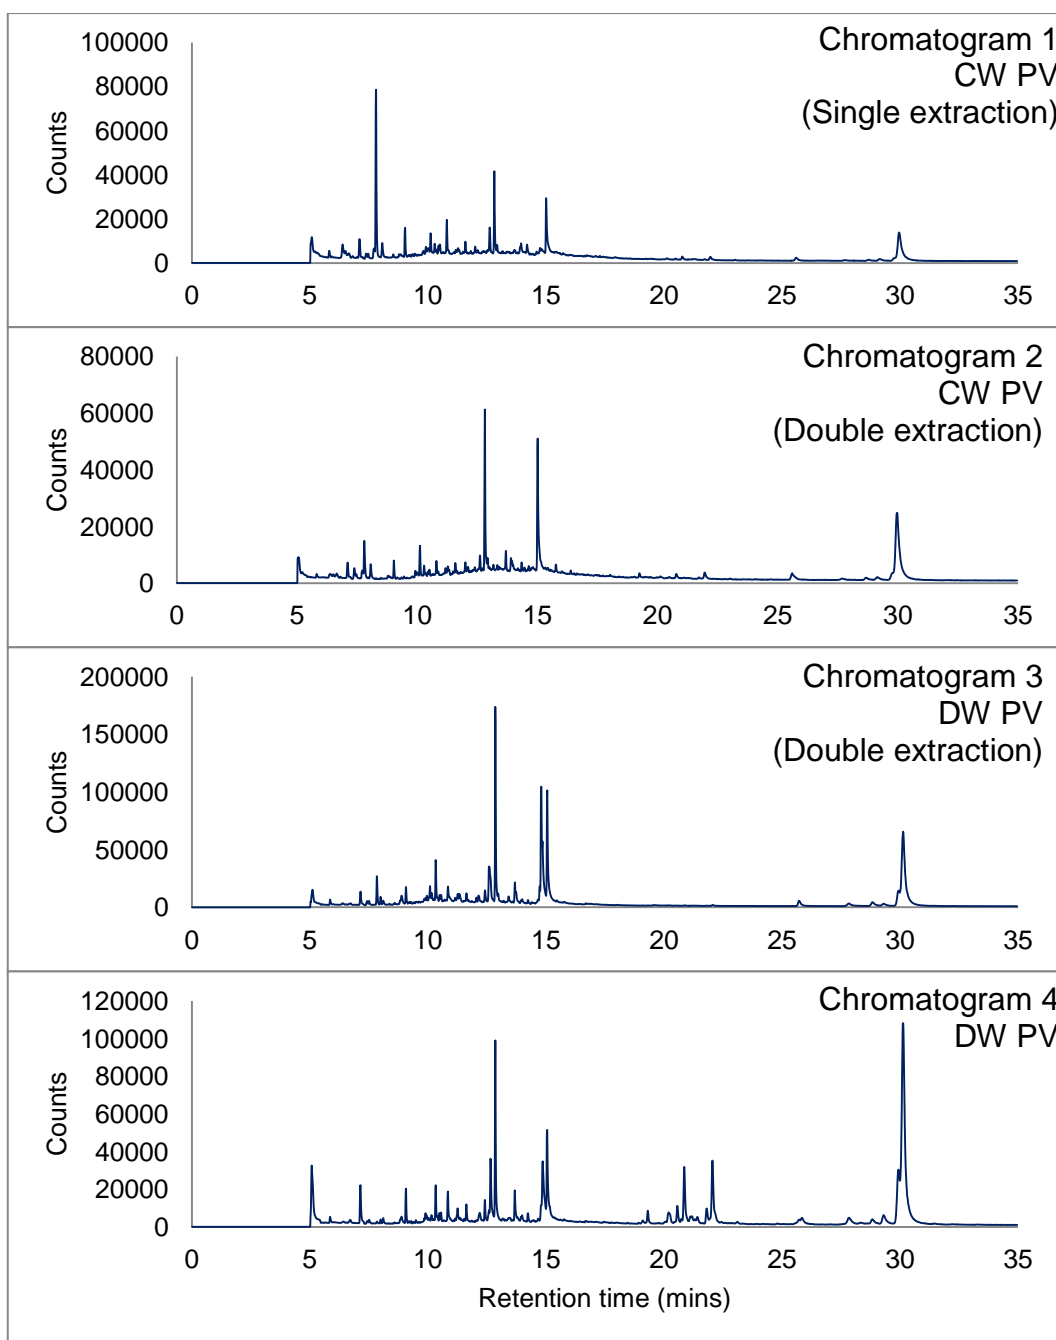 Chromatogram 1
CW PV
(Single extraction)
100000
80000
60000
40000
20000
0
Counts
0 5 10 15 20 25 30 35
Chromatogram 2
CW PV
(Double extraction)
80000
60000
40000
20000
0
Counts
0 5 10 15 20 25 30 35
Chromatogram 3
DW PV
(Double extraction)
200000
150000
100000
50000
0
Counts
0 5 10 15 20 25 30 35
Chromatogram 4
DW PV
120000
100000
80000
60000
40000
20000
0
Counts
0 5 10 15 20 25 30 35
Retention time (mins)